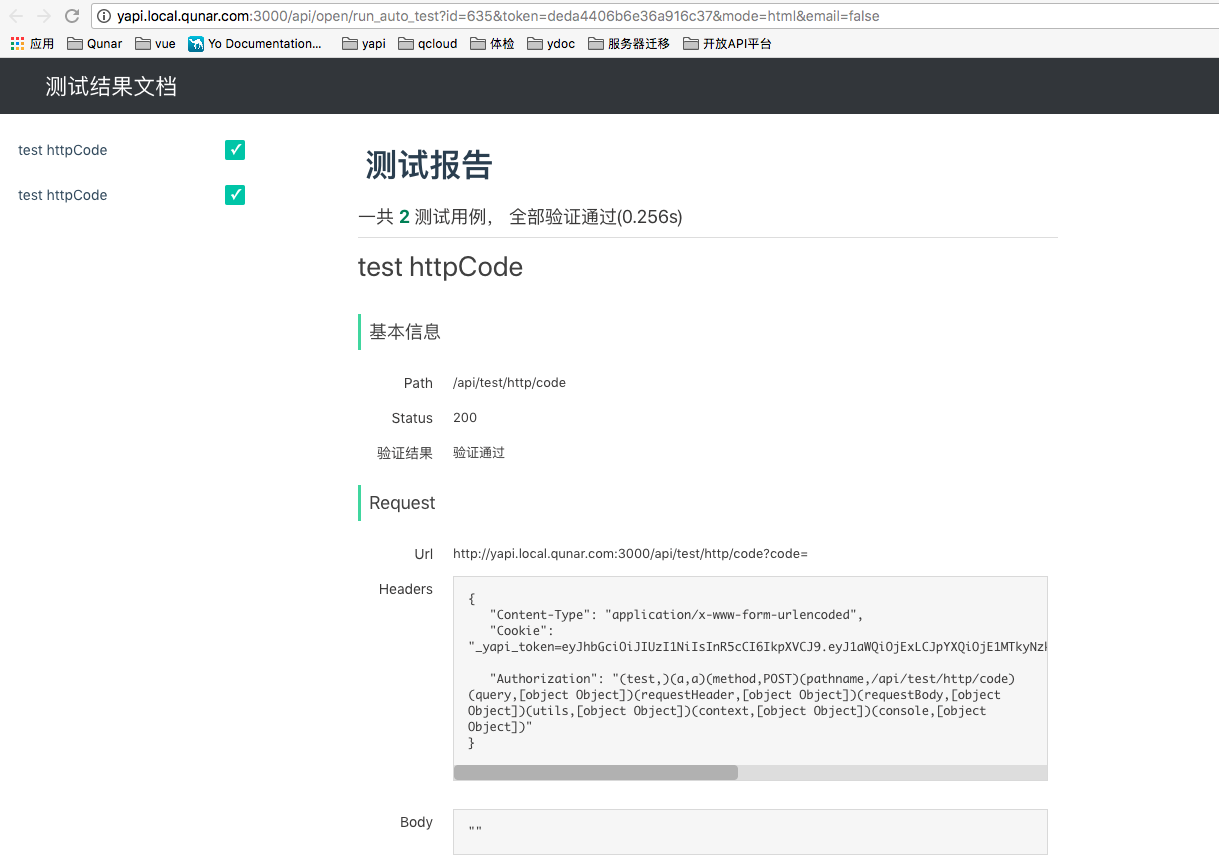 yapi.local.qunar.com:3000/api/open/run_auto_test?id=635&token=deda4406b6e36a916c37&mode=html&email=false
应用 Qunar vue Yo Documentation... yapi qcloud 体检 ydoc 服务器迁移 开放API平台
测试结果文档
test httpCode
test httpCode
测试报告
一共 2 测试用例， 全部验证通过(0.256s)
test httpCode
基本信息
Path /api/test/http/code
Status 200
验证结果 验证通过
Request
Url http://yapi.local.qunar.com:3000/api/test/http/code?code=
Headers {
"Content-Type": "application/x-www-form-urlencoded",
"Cookie":
"_yapi_token=eyJhbGciOiJIUzI1NiIsInR5cCI6IkpXVCJ9.eyJ1aWQiOjExLCJpYXQiOjE1MTkyNzl
"Authorization": "(test,)(a,a)(method,POST)(pathname,/api/test/http/code)
(query,[object Object])(requestHeader,[object Object])(requestBody,[object
Object])(utils,[object Object])(context,[object Object])(console,[object
Object])"
}
Body ""